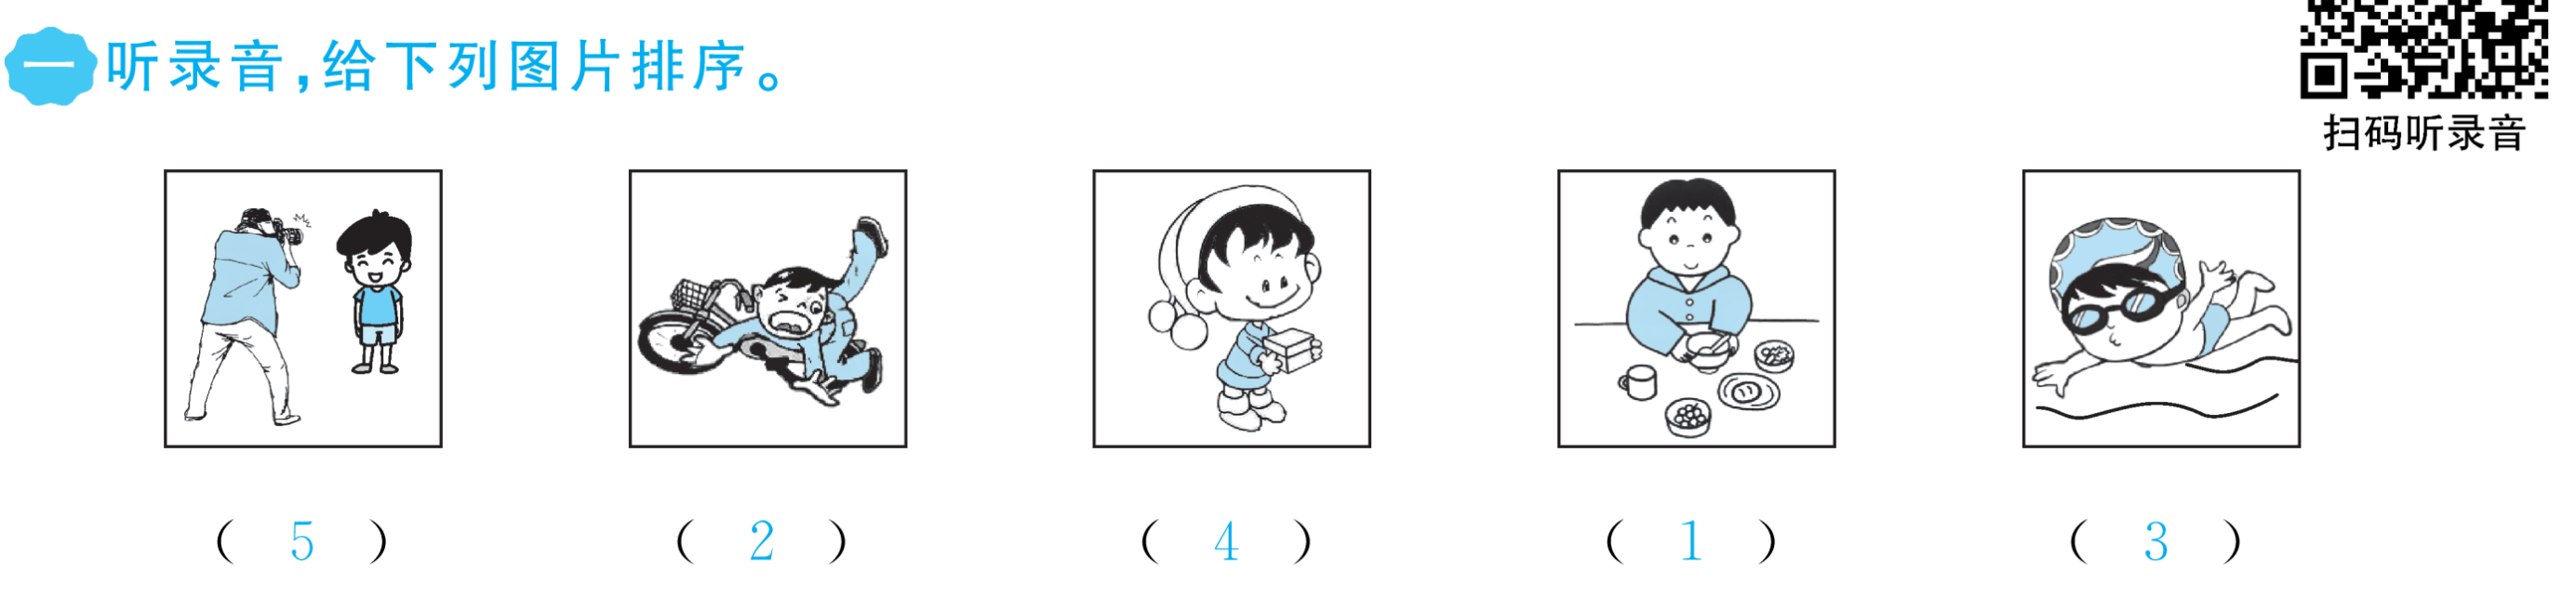 一 听录音,给下列图片排序。
扫码听录音
( 5 ) ( 2 ) ( 4 ) ( 1 ) ( 3 )